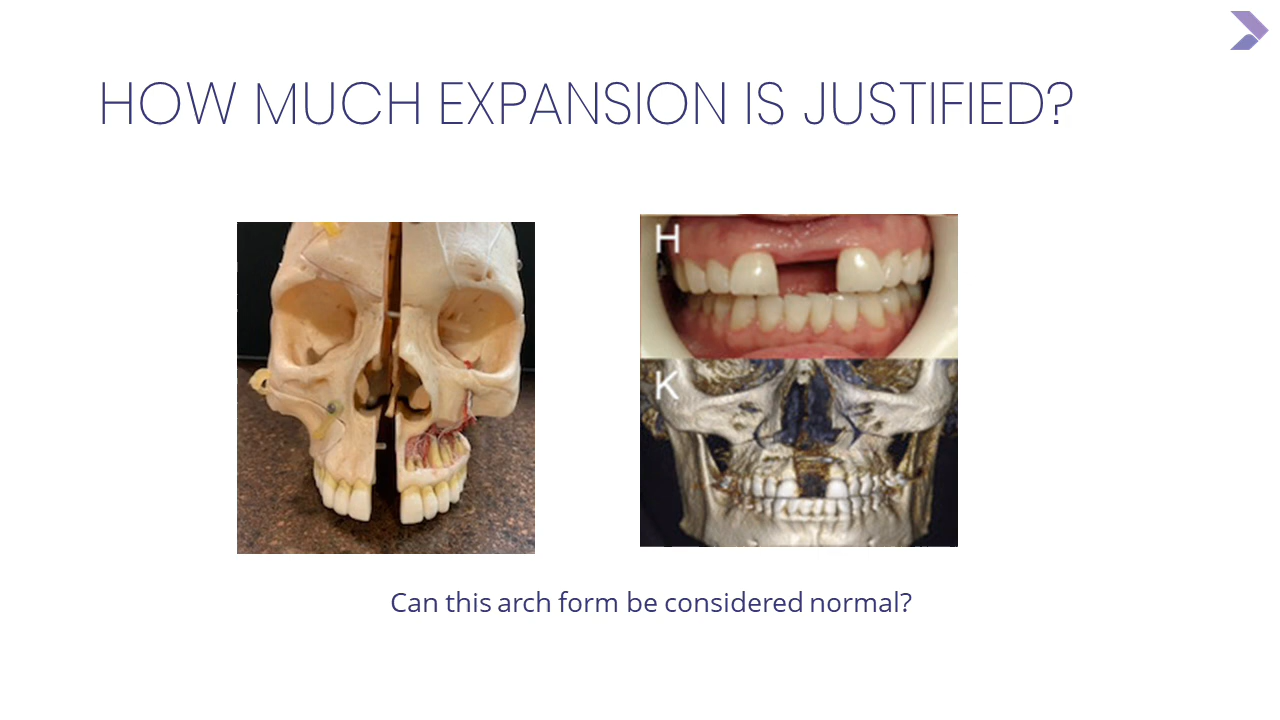 HOW MUCH EXPANSION IS JUSTIFIED?
H
K
Can this arch form be considered normal?